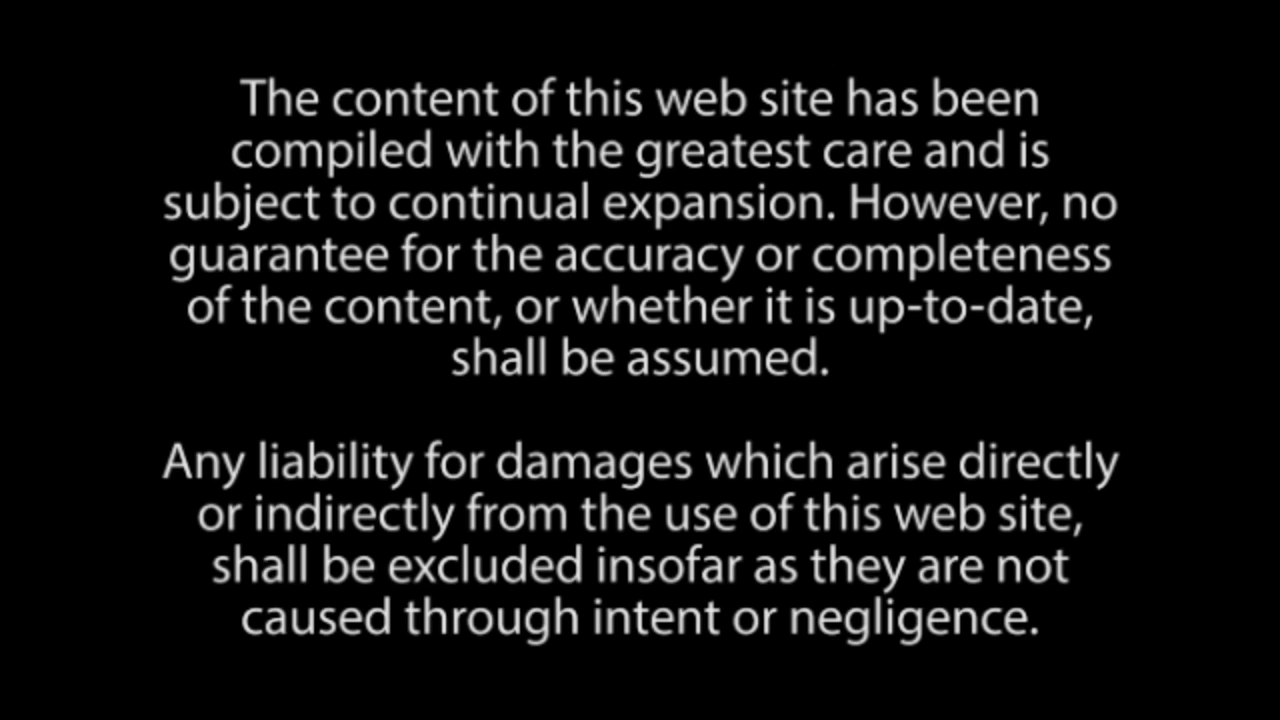 The content of this web site has been
compiled with the greatest care and is
subject to continual expansion. However, no
guarantee for the accuracy or completeness
of the content, or whether it is up-to-date,
shall be assumed.
Any liability for damages which arise directly
or indirectly from the use of this web site,
shall be excluded insofar as they are not
caused through intent or negligence.